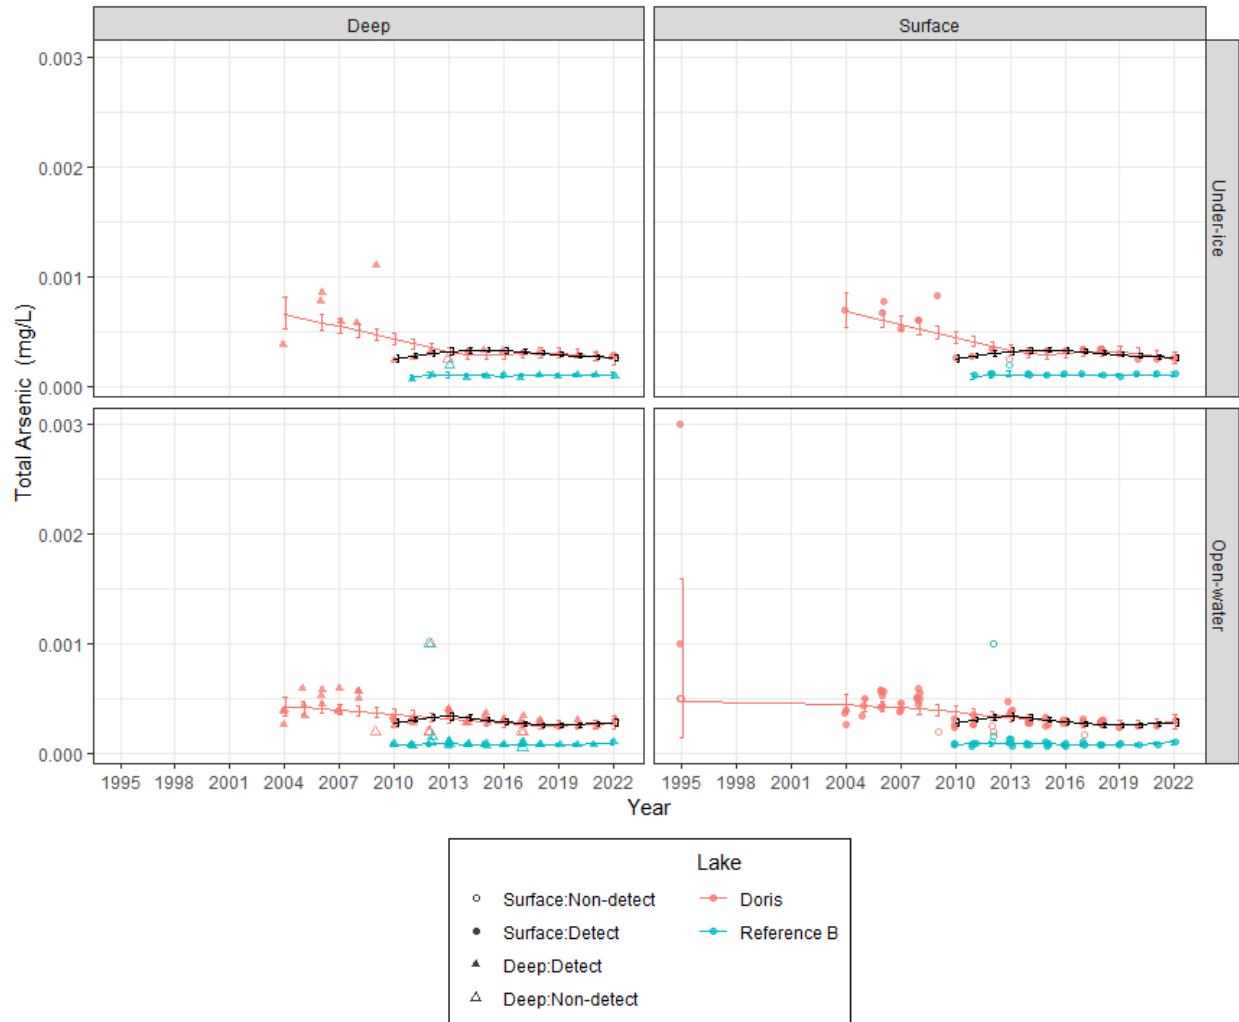 Deep
Surface
0.003
0.002
0.001
0.000
Under-ice
0.003
0.002
0.001
0.000
Open-water
Total Arsenic (mg/L)
1995 1998 2001 2004 2007 2010 2013 2016 2019 2022
1995 1998 2001 2004 2007 2010 2013 2016 2019 2022
Year
Surface:Non-detect
Surface:Detect
Deep:Detect
Deep:Non-detect
Lake
Doris
Reference B